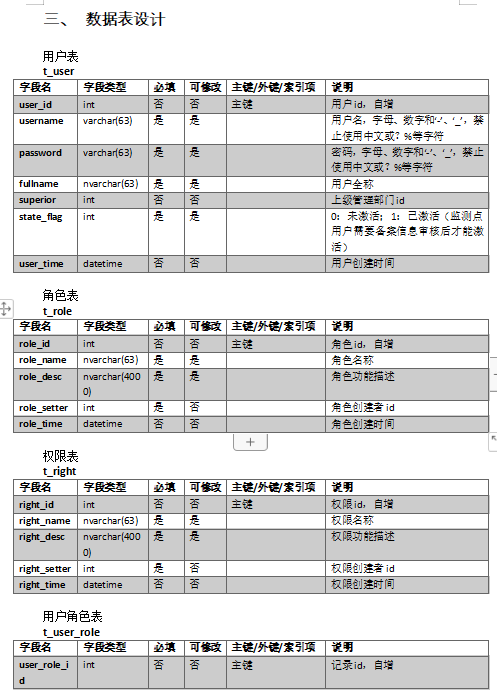 三、 数据表设计
用户表
t_user
字段名 字段类型 必填 可修改 主键/外键/索引项 说明
user_id int 否 否 主键 用户id，自增
username varchar(63) 是 是 用户名，字母、数字和‘-’、‘_’，禁
止使用中文或？%等字符
password varchar(63) 是 是 密码，字母、数字和‘-’、‘_’，禁止
使用中文或？%等字符
fullname nvarchar(63) 是 是 用户全称
superior int 否 否 上级管理部门id
state_flag int 是 是 0：未激活；1：已激活（监测点
用户需要备案信息审核后才能激
活）
user_time datetime 否 否 用户创建时间
角色表
t_role
字段名 字段类型 必填 可修改 主键/外键/索引项 说明
role_id int 否 否 主键 角色id，自增
role_name nvarchar(63) 是 是 角色名称
role_desc nvarchar(400 是 是 角色功能描述
0)
role_setter int 是 否 角色创建者id
role_time datetime 否 否 角色创建时间
权限表
t_right
字段名 字段类型 必填 可修改 主键/外键/索引项 说明
right_id int 否 否 主键 权限id，自增
right_name nvarchar(63) 是 是 权限名称
right_desc nvarchar(400 是 是 权限功能描述
0)
right_setter int 是 否 权限创建者id
right_time datetime 否 否 权限创建时间
用户角色表
t_user_role
字段名 字段类型 必填 可修改 主键/外键/索引项 说明
user_role_i int 否 否 主键 记录id，自增
d